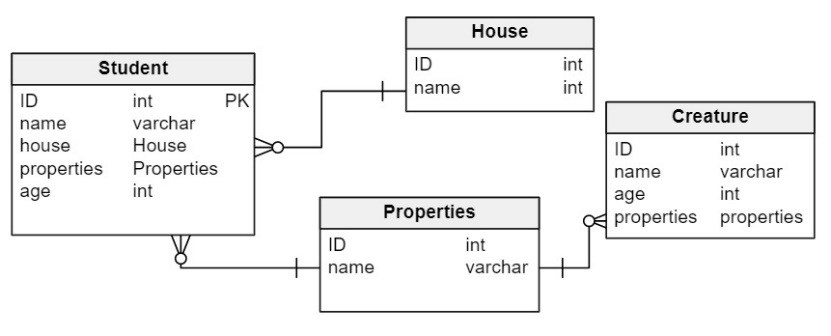 Student
ID int PK
name varchar
house House
properties Properties
age int
House
ID int
name int
Properties
ID int
name varchar
Creature
ID int
name varchar
age int
properties properties